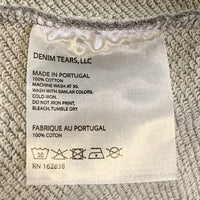 DENIM TEARS, LLC
MADE IN PORTUGAL
100% COTTON
MACHINE WASH AT 30.
WASH WITH SIMILAR COLORS.
COLD IRON.
DO NOT IRON PRINT.
BLEACH, TUMBLE DRY
FABRIQUE AU PORTUGAL
100% COTTON
30
RN 162838